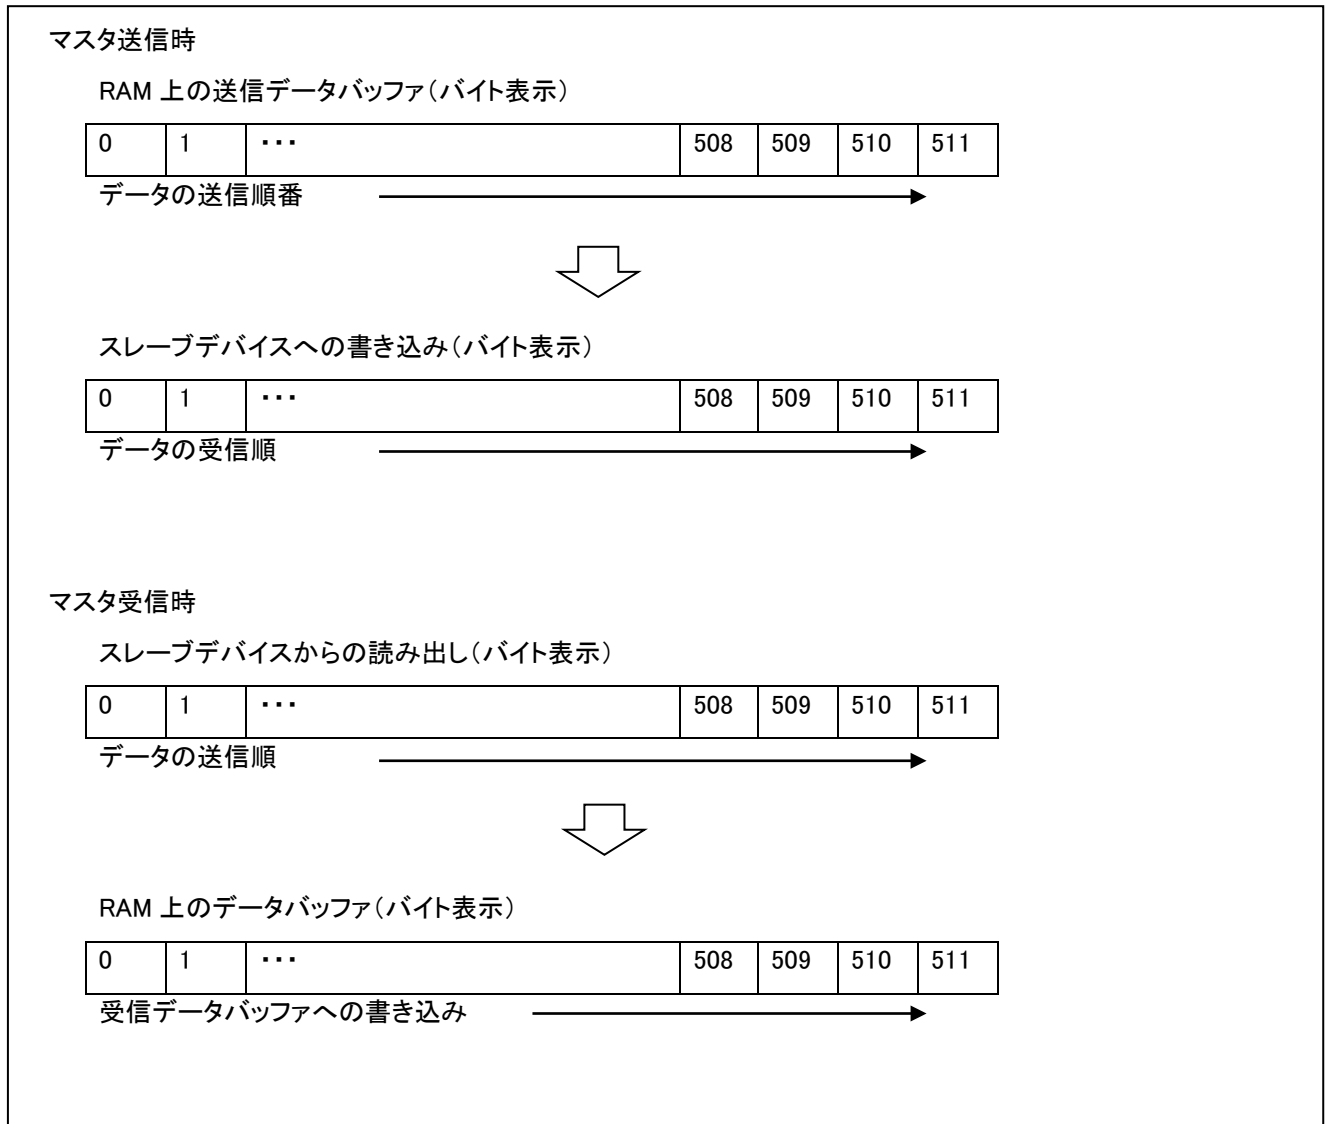 マスタ送信時
RAM 上の送信データバッファ（バイト表示）
0 1 ・・・ 508 509 510 511
データの送信順番
スレーブデバイスへの書き込み（バイト表示）
0 1 ・・・ 508 509 510 511
データの受信順
マスタ受信時
スレーブデバイスからの読み出し（バイト表示）
0 1 ・・・ 508 509 510 511
データの送信順
RAM 上のデータバッファ（バイト表示）
0 1 ・・・ 508 509 510 511
受信データバッファへの書き込み